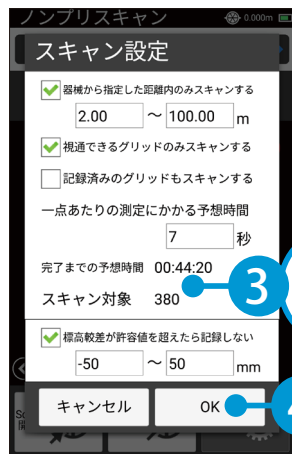 ノンプリスキャン 0.000m
スキャン設定
器械から指定した距離内のみスキャンする
2.00 ～ 100.00 m
視通できるグリッドのみスキャンする
記録済みのグリッドもスキャンする
一点あたりの測定にかかる予想時間
7 秒
完了までの予想時間 00:44:20
スキャン対象 380
3
標高較差が許容値を超えたら記録しない
-50 ～ 50 mm
キャンセル OK